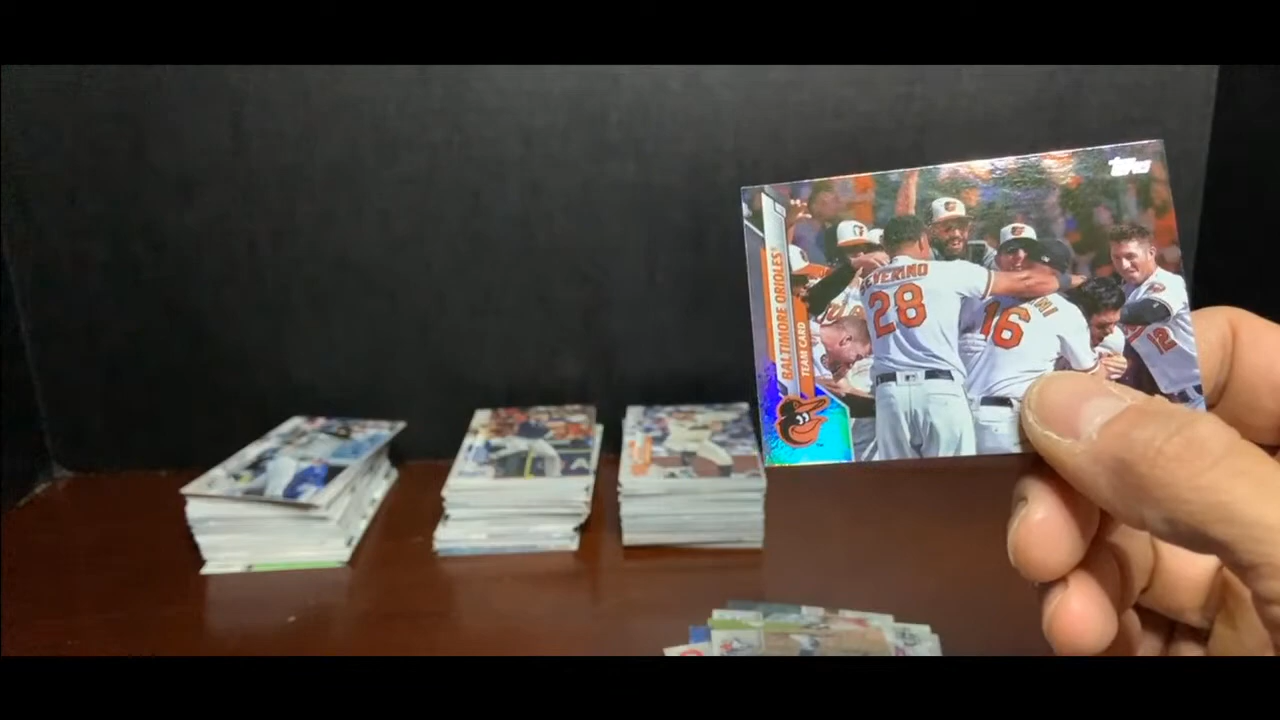 topps
BALTIMORE ORIOLES
TEAM CARD
SEVERINO
28
16
12